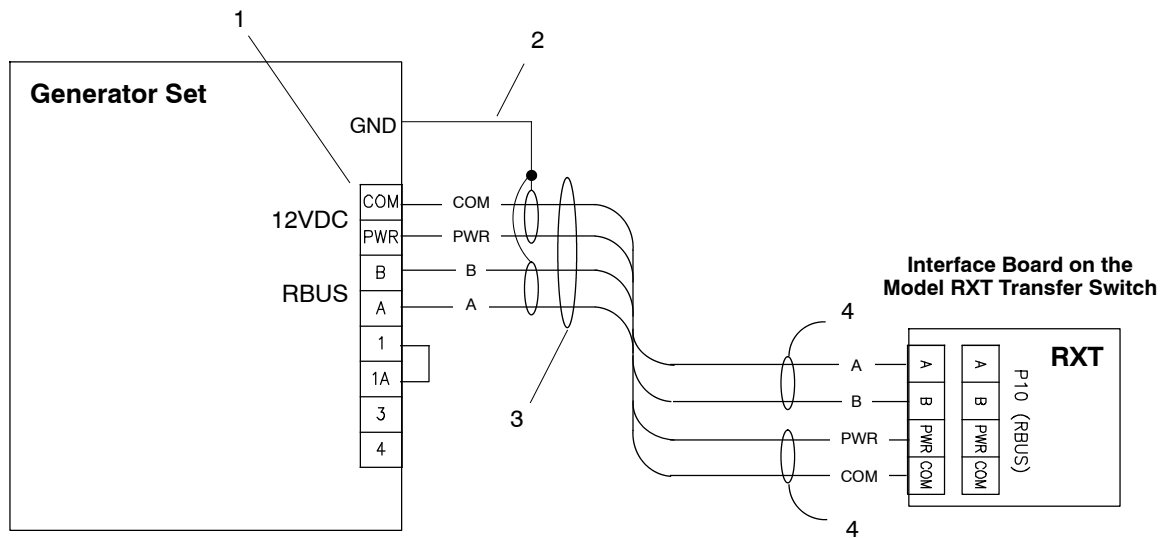 1
2
Generator Set
GND
12VDC
RBUS
COM
PWR
B
A
1
1A
3
4
COM
PWR
B
A
3
Interface Board on the
Model RXT Transfer Switch
4
A
B
PWR
COM
4
RXT
A
B
PWR
COM
A
B
PWR
COM
P10 (RBUS)